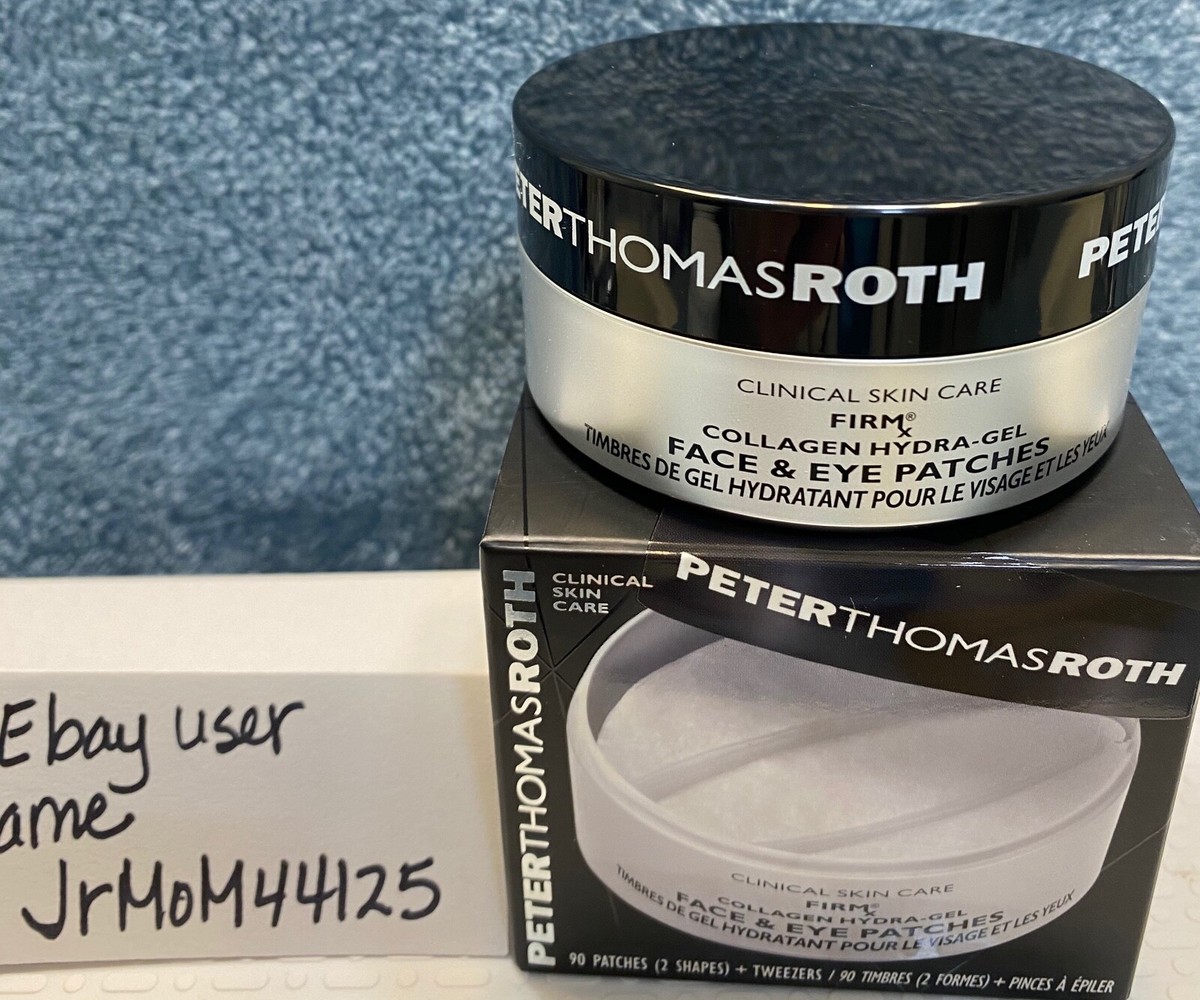 ETERTHOMASROTH
PETE
CLINICAL SKIN CARE
FIRMx®
COLLAGEN HYDRA-GEL
FACE & EYE PATCHES
TIMBRES DE GEL HYDRATANT POUR LE VISAGE ET LES YEUX
PETERTHOMASROTH
CLINICAL
SKIN
CARE
PETERTHOMASROTH
CLINICAL SKIN CARE
FIRMx®
COLLAGEN HYDRA-GEL
FACE & EYE PATCHES
TIMBRES DE GEL HYDRATANT POUR LE VISAGE ET LES YEUX
90 PATCHES (2 SHAPES) + TWEEZERS / 90 TIMBRES (2 FORMES) + PINCES À ÉPILER
Ebay user
ame
JrMoM44125